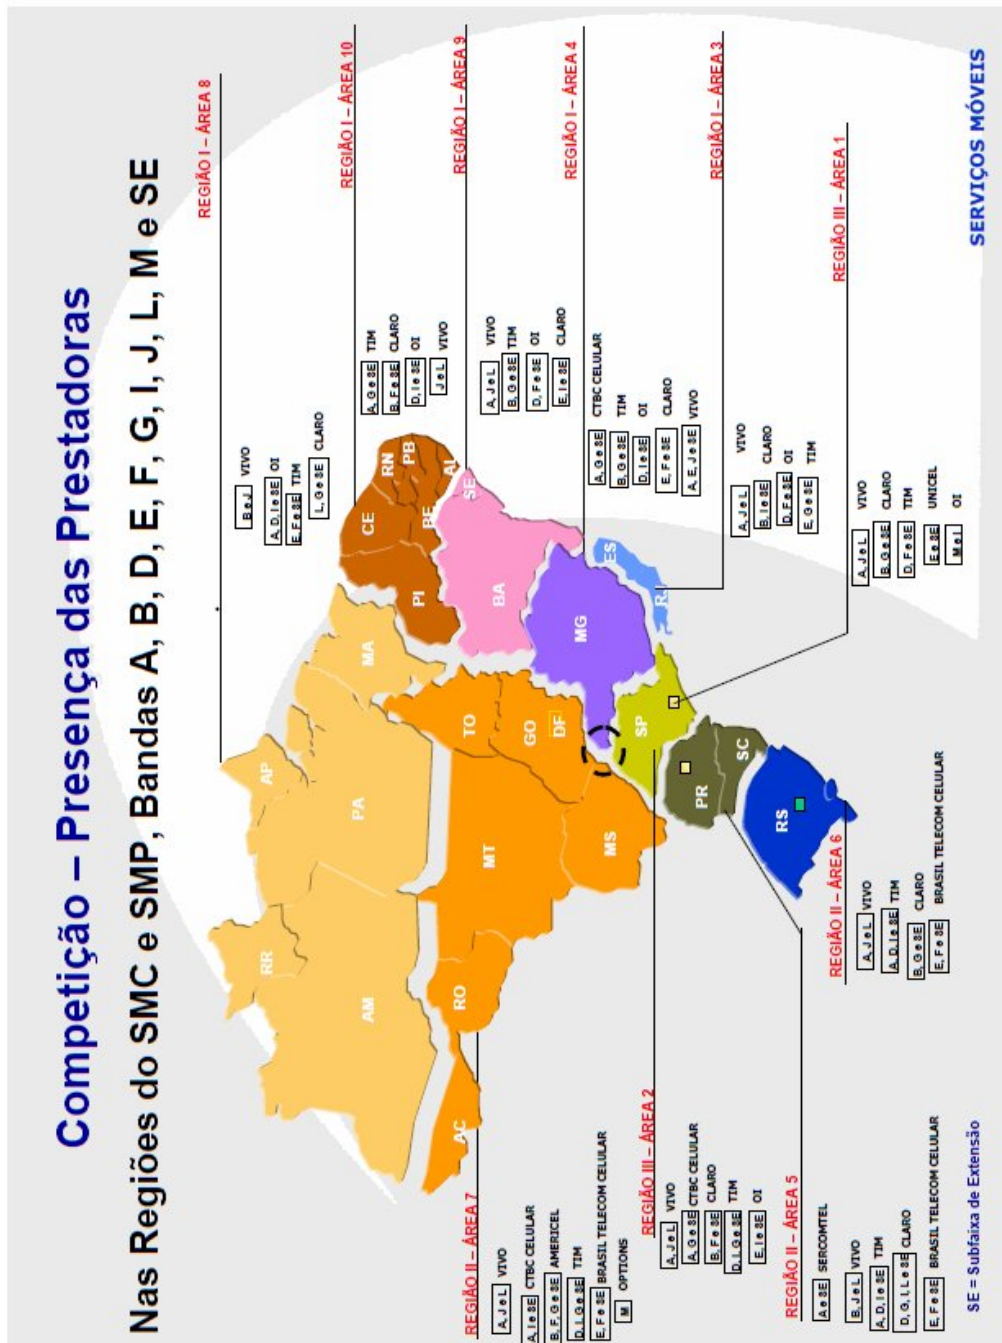 Competição – Presença das Prestadoras
Nas Regiões do SMC e SMP, Bandas A, B, D, E, F, G, I, J, L, M e SE
REGIÃO I – ÁREA 8
B e J VIVO
A, D, I e SE OI
E, F e SE TIM
L, G e SE CLARO
REGIÃO I – ÁREA 10
A, G e SE TIM
B, F e SE CLARO
D, I e SE OI
J e L VIVO
REGIÃO I – ÁREA 9
A, J e L VIVO
B, G e SE TIM
D, F e SE OI
E, I e SE CLARO
REGIÃO I – ÁREA 4
A, G e SE CTBC CELULAR
B, G e SE TIM
D, I e SE OI
E, F e SE CLARO
A, E, J e SE VIVO
REGIÃO I – ÁREA 3
A, J e L VIVO
B, I e SE CLARO
D, F e SE OI
E, G e SE TIM
REGIÃO III – ÁREA 1
A, J e L VIVO
B, G e SE CLARO
D, F e SE TIM
E e SE UNICEL
M e I OI
RR
AP
AM
PA
MA
CE
RN
PB
PI
PE
AL
SE
AC
RO
MT
TO
BA
GO
DF
MG
ES
MS
SP
RJ
PR
SC
RS
REGIÃO II – ÁREA 7
A, J e L VIVO
A, I e SE CTBC CELULAR
B, F, G e SE AMERICEL
D, I, G e SE TIM
E, F e SE BRASIL TELECOM CELULAR
M OPTIONS
REGIÃO III – ÁREA 2
A, J e L VIVO
A, G e SE CTBC CELULAR
B, F e SE CLARO
D, I, G e SE TIM
E, I e SE OI
REGIÃO II – ÁREA 5
A e SE SERCOMTEL
B, J e L VIVO
A, D, I e SE TIM
D, G, I, L e SE CLARO
E, F e SE BRASIL TELECOM CELULAR
REGIÃO II – ÁREA 6
A, J e L VIVO
A, D, I e SE TIM
B, G e SE CLARO
E, F e SE BRASIL TELECOM CELULAR
SE = Subfaixa de Extensão
SERVIÇOS MÓVEIS